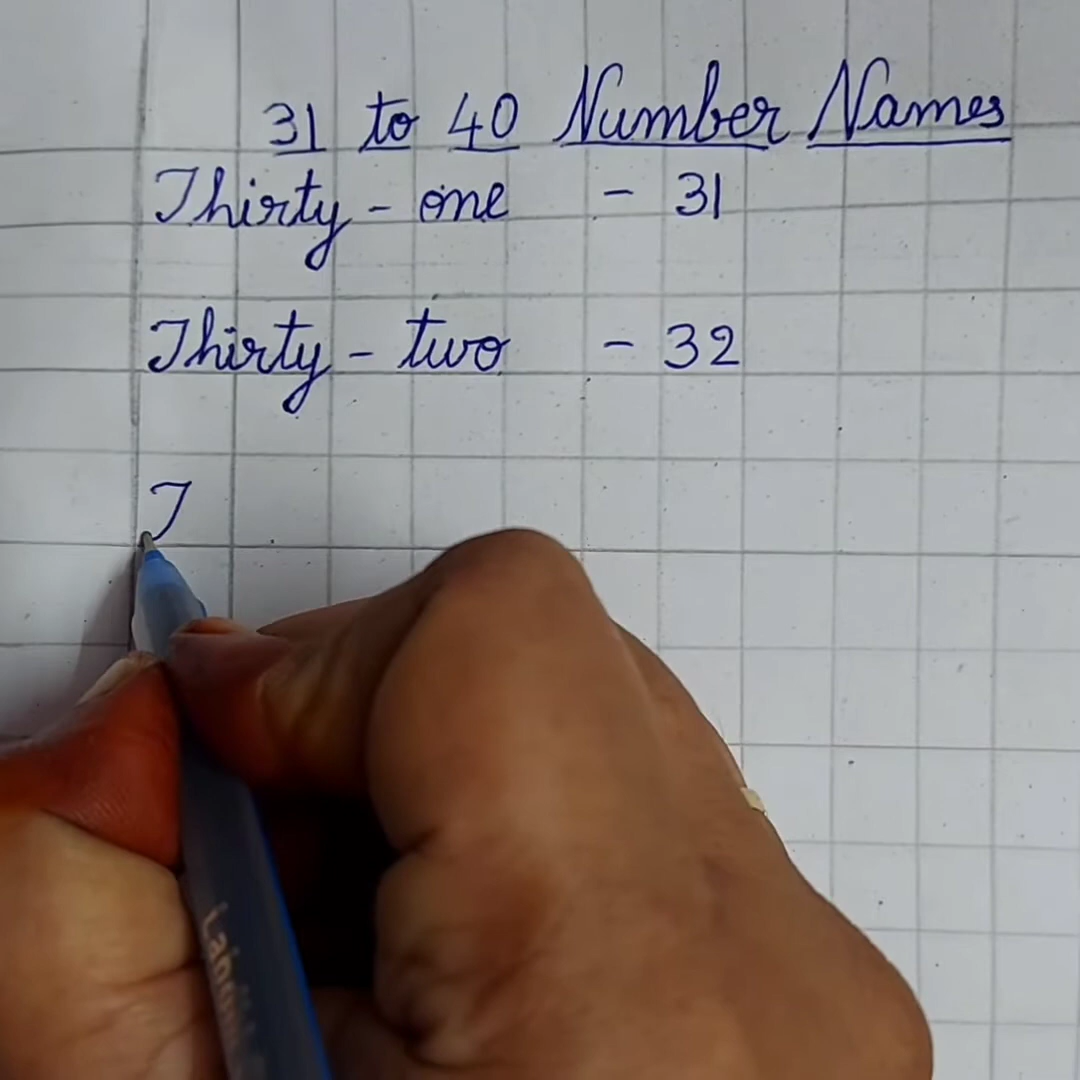 31 to 40 Number Names
Thirty - one - 31
Thirty - two - 32
T